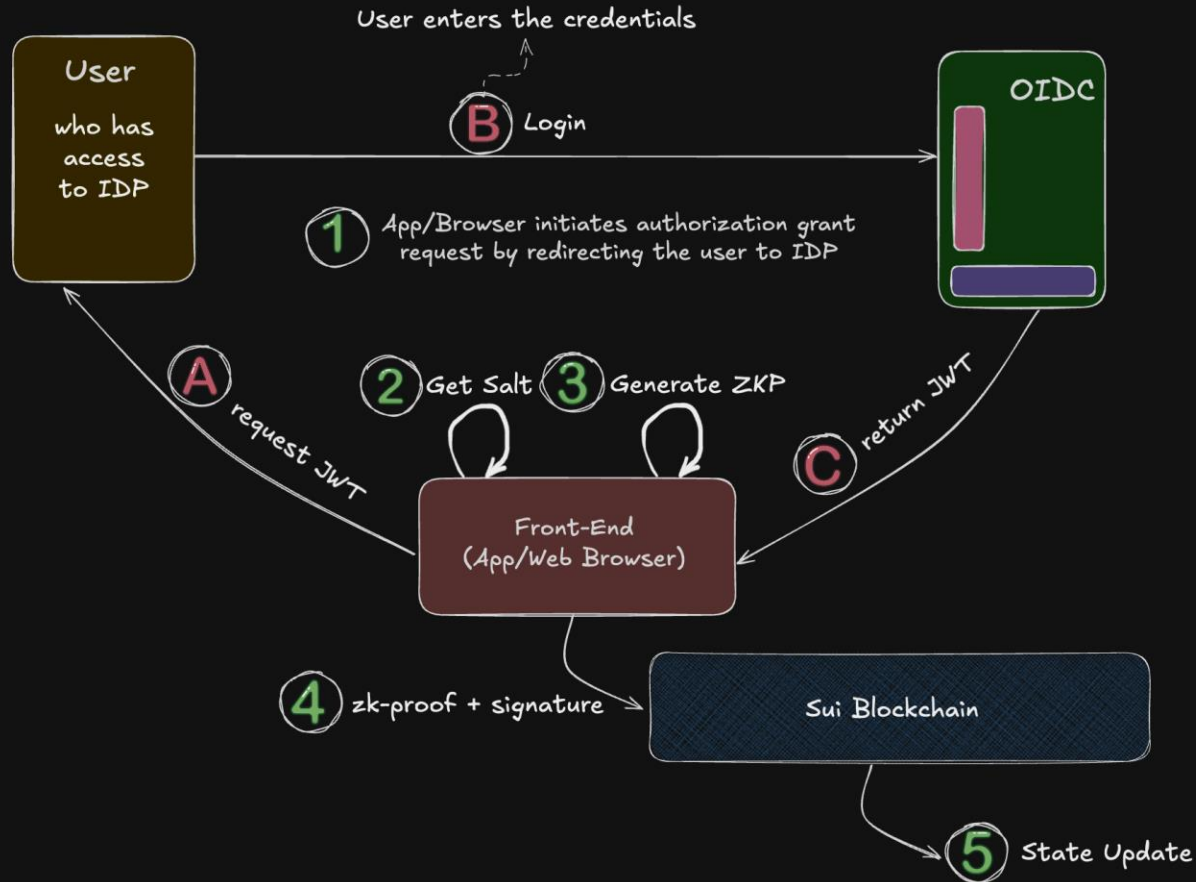 User enters the credentials
User
who has
access
to IDP
B Login
OIDC
1 App/Browser initiates authorization grant
request by redirecting the user to IDP
A request JWT
2 Get Salt
3 Generate ZKP
C return JWT
Front-End
(App/Web Browser)
4 zk-proof + signature
Sui Blockchain
5 State Update